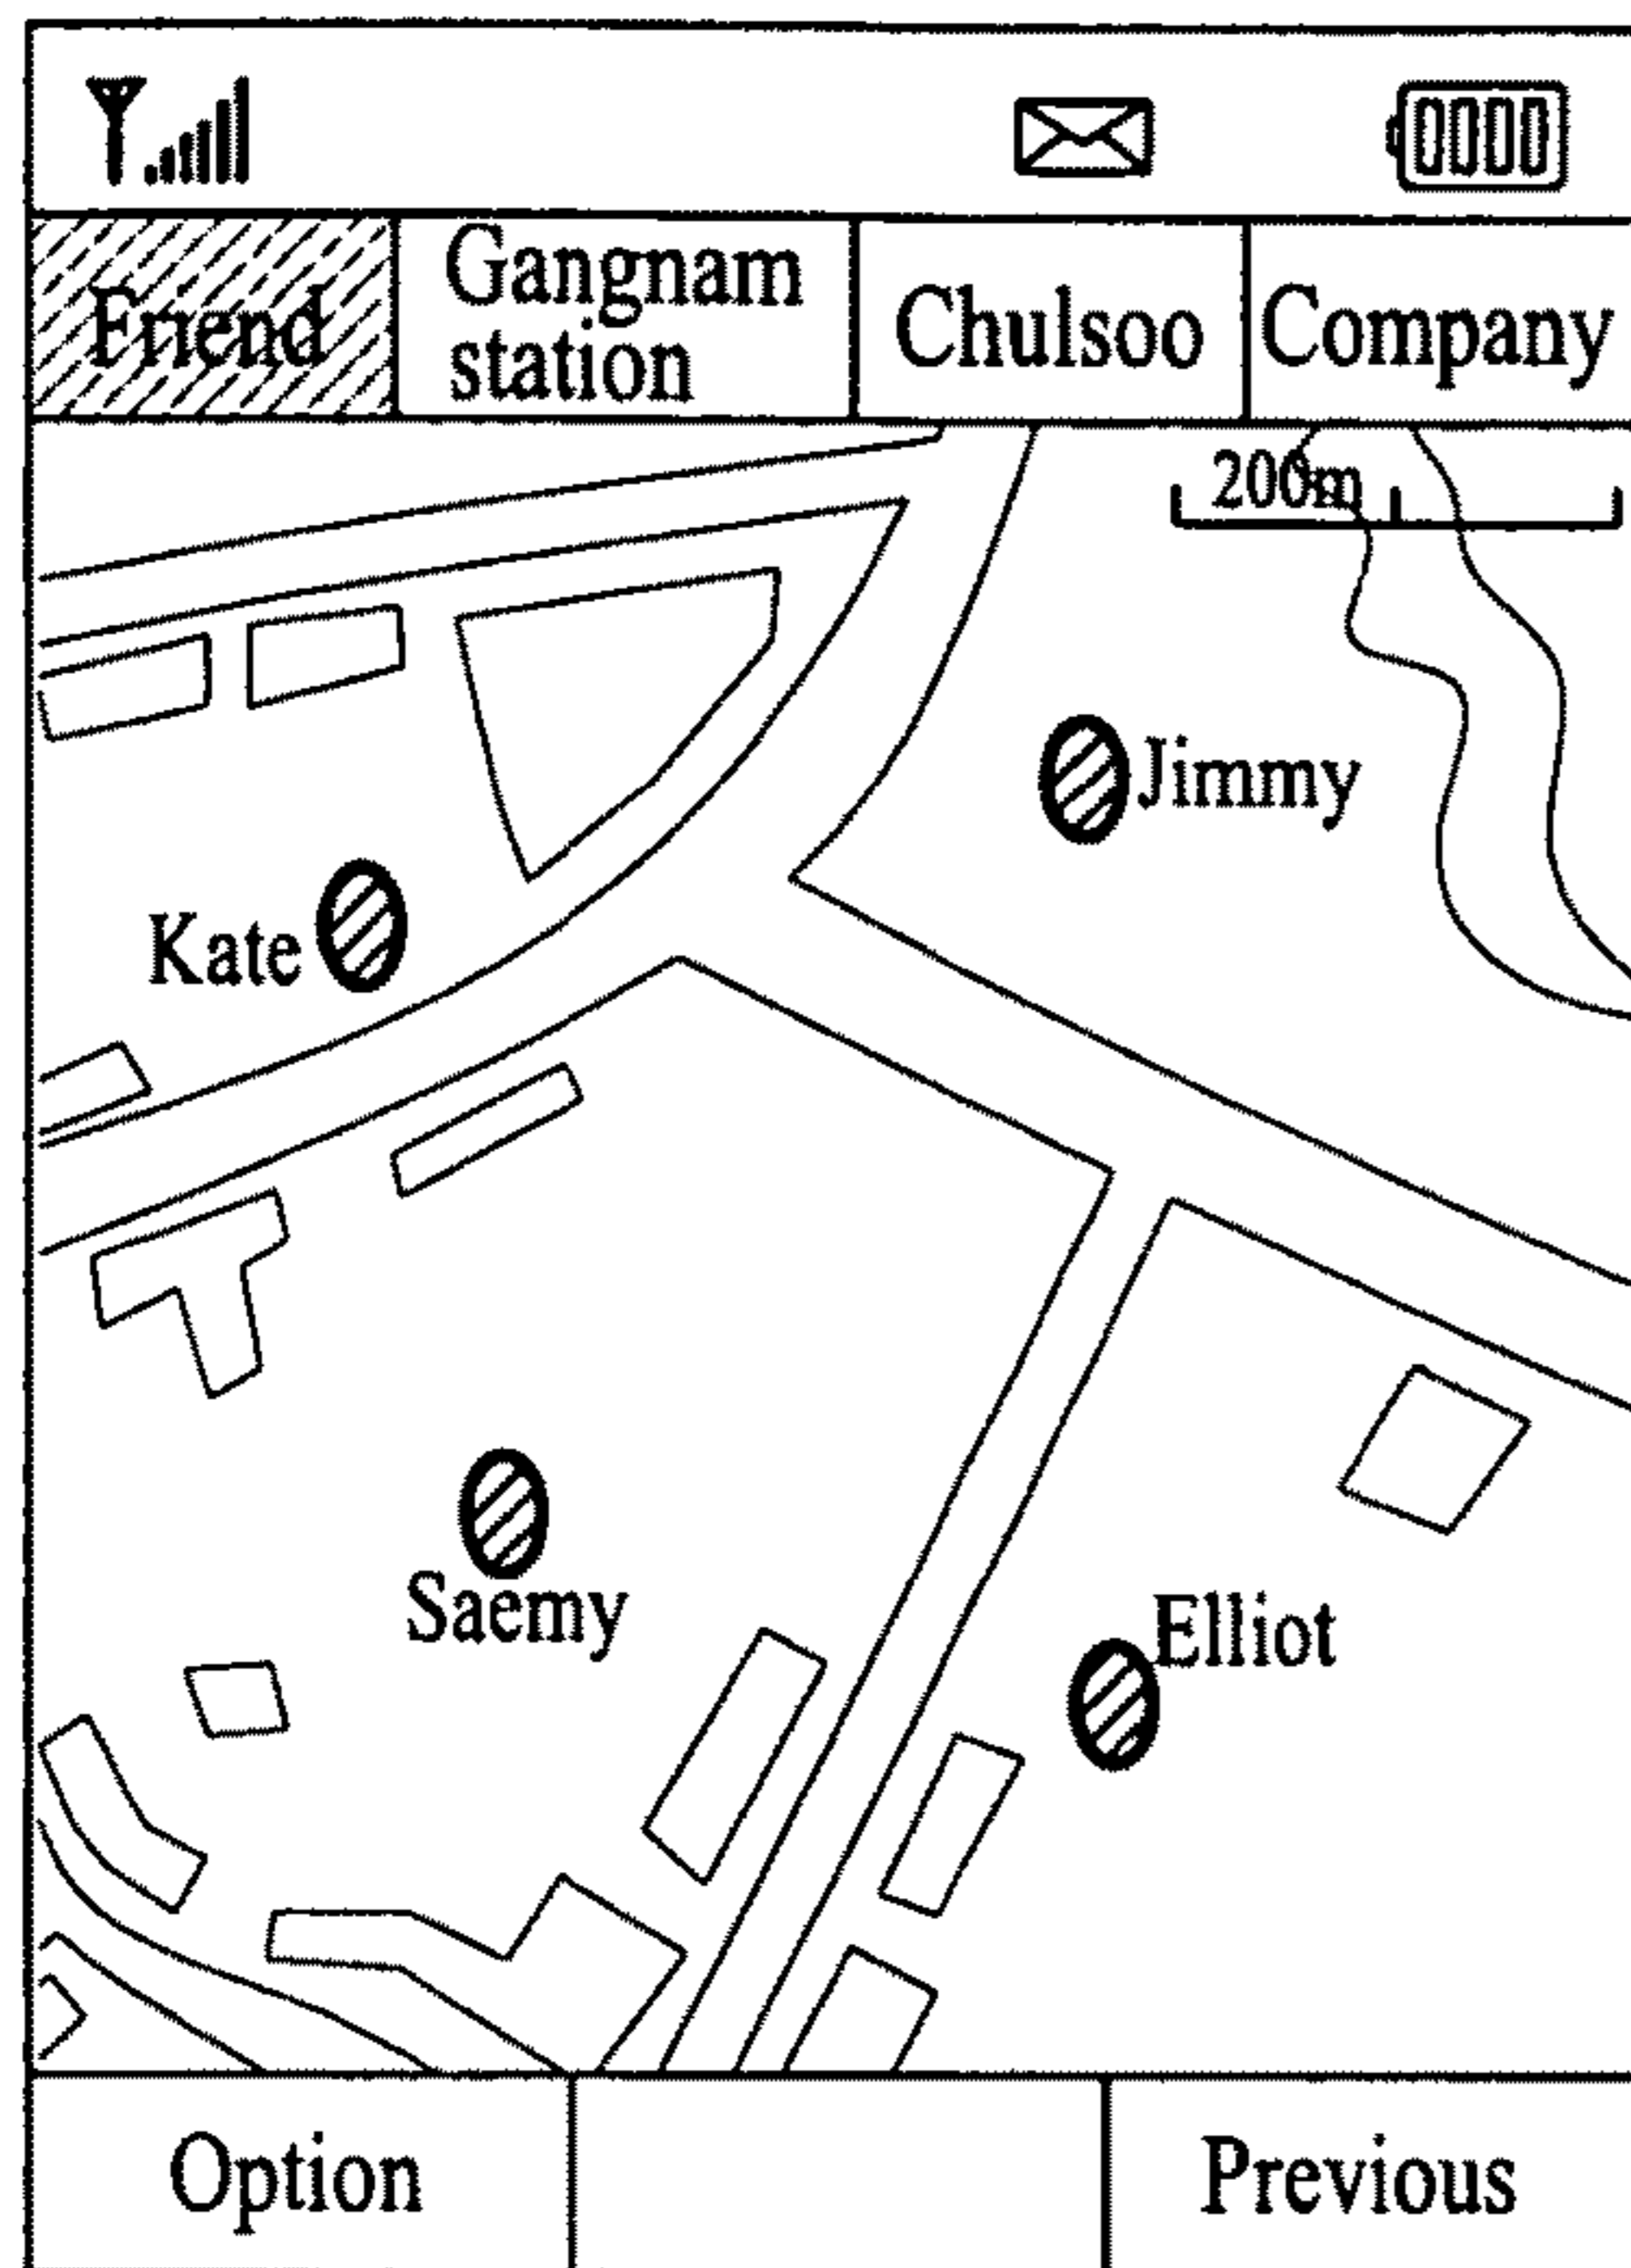 Friend
Gangnam
station
Chulsoo
Company
200m
Jimmy
Kate
Saemy
Elliot
Option
Previous